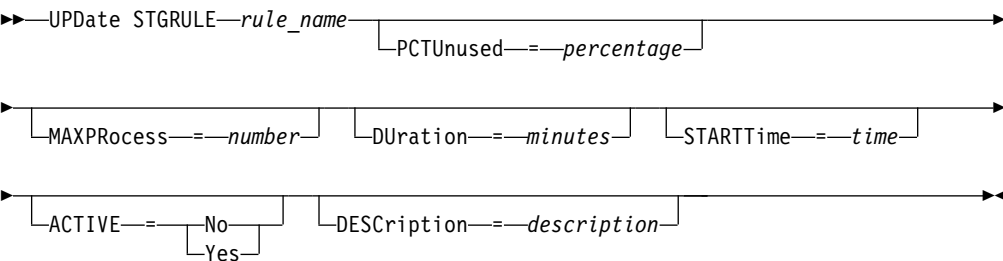 UPDate STGRULE rule_name
PCTUnused = percentage
MAXPRocess = number DUration = minutes STARTTime = time
ACTIVE = No DESCription = description
Yes